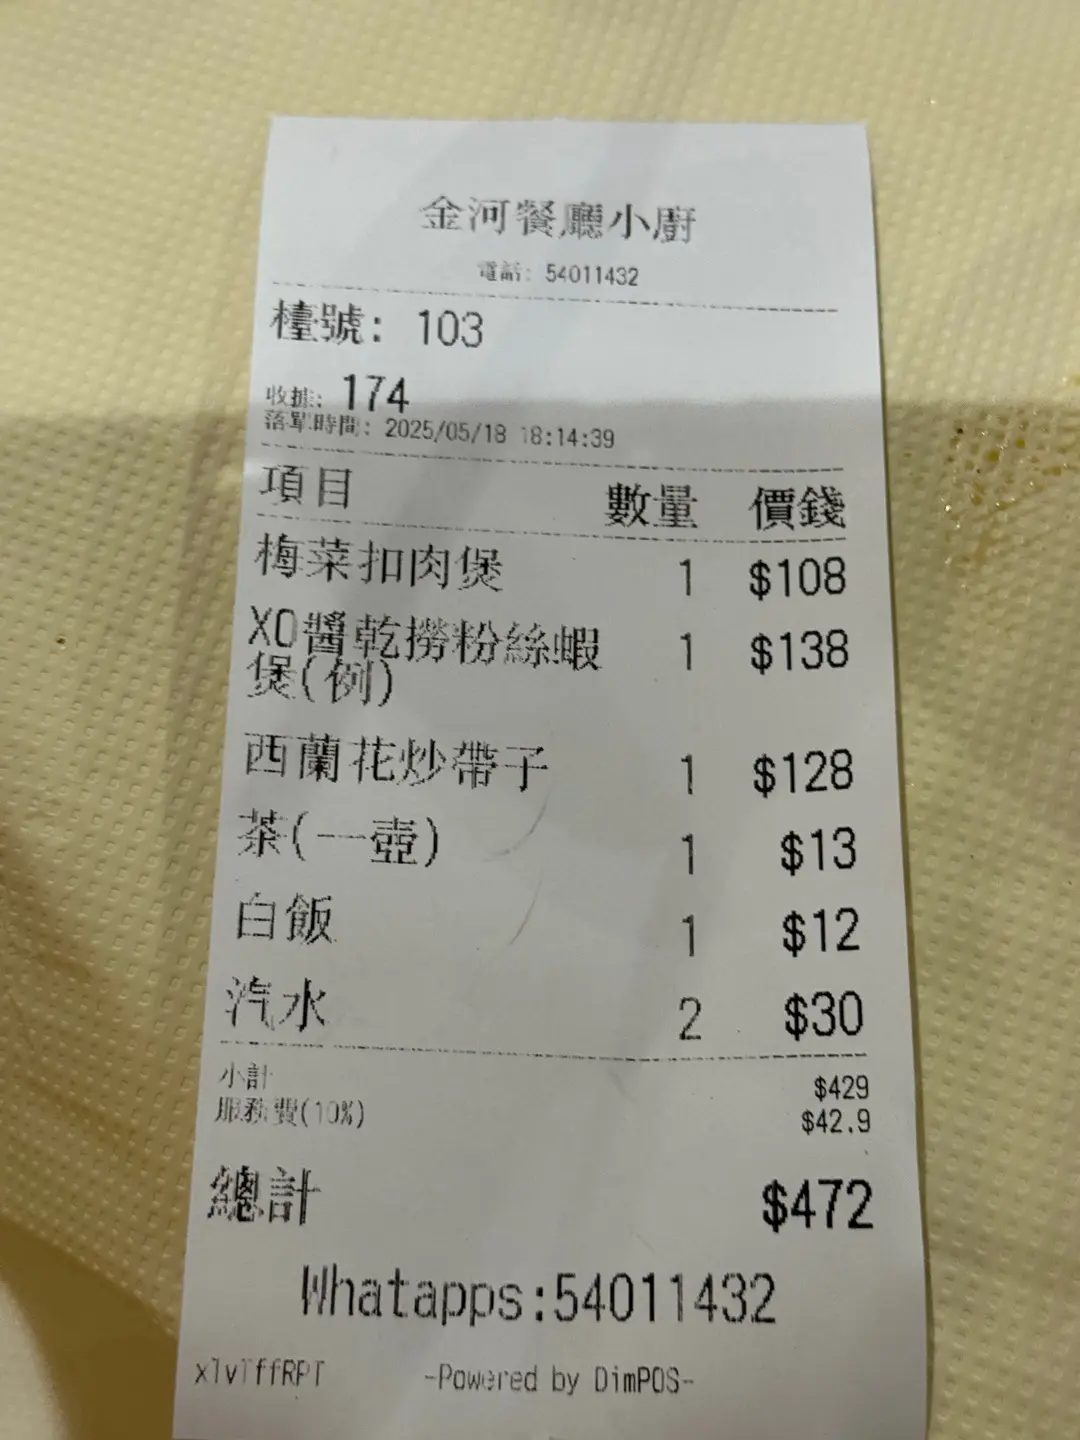 金河餐廳小廚
電話: 54011432
檯號: 103
收據: 174
落單時間: 2025/05/18 18:14:39
項目 數量 價錢
梅菜扣肉煲 1 $108
XO醬乾撈粉絲蝦 1 $138
煲(例)
西蘭花炒帶子 1 $128
茶(一壺) 1 $13
白飯 1 $12
汽水 2 $30
小計 $429
服務費(10%) $42.9
總計 $472
Whatapps:54011432
x1vTffRPT -Powered by DimPOS-